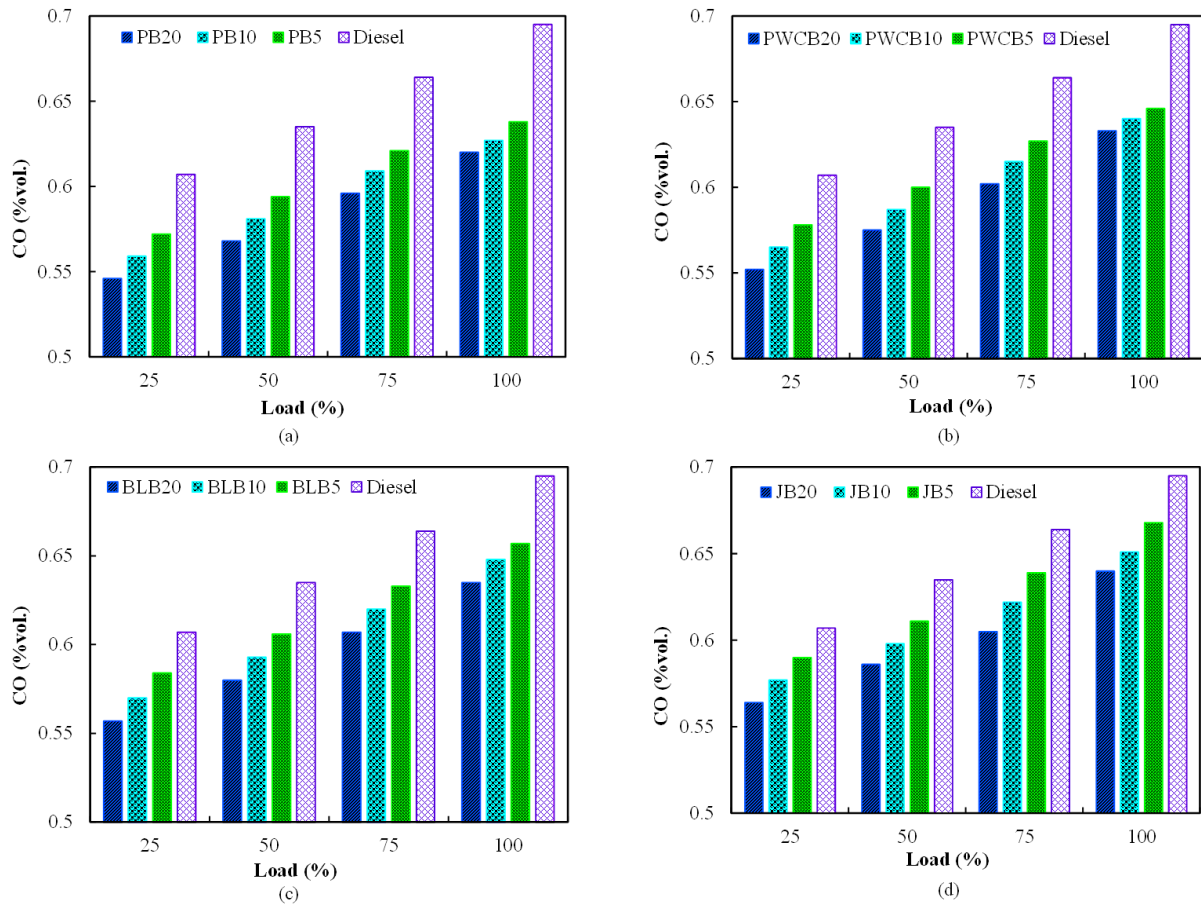 PB20 PB10 PB5 Diesel
0.7
0.65
0.6
0.55
0.5
CO (%vol.)
25 50 75 100
Load (%)
(a)
PWCB20 PWCB10 PWCB5 Diesel
0.7
0.65
0.6
0.55
0.5
CO (%vol.)
25 50 75 100
Load (%)
(b)
BLB20 BLB10 BLB5 Diesel
0.7
0.65
0.6
0.55
0.5
CO (%vol.)
25 50 75 100
Load (%)
(c)
JB20 JB10 JB5 Diesel
0.7
0.65
0.6
0.55
0.5
CO (%vol.)
25 50 75 100
Load (%)
(d)